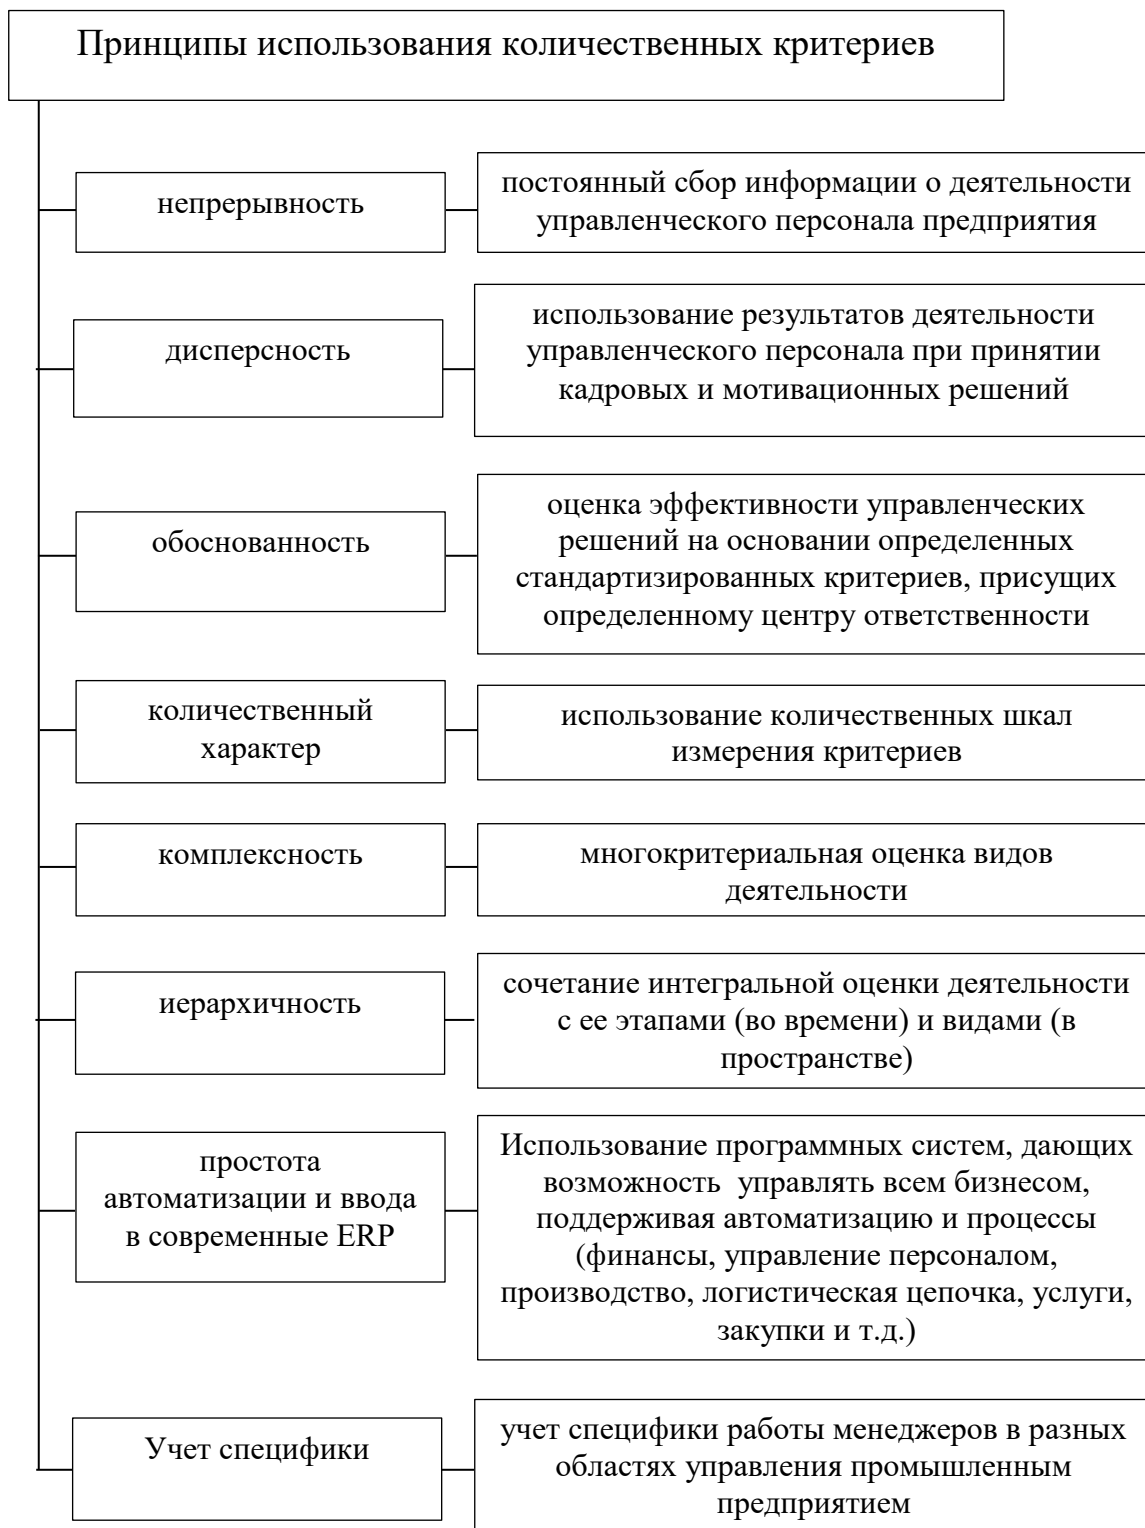 Принципы использования количественных критериев
непрерывность
постоянный сбор информации о деятельности
управленческого персонала предприятия
дисперсность
использование результатов деятельности
управленческого персонала при принятии
кадровых и мотивационных решений
обоснованность
оценка эффективности управленческих
решений на основании определенных
стандартизированных критериев, присущих
определенному центру ответственности
количественный
характер
использование количественных шкал
измерения критериев
комплексность
многокритериальная оценка видов
деятельности
иерархичность
сочетание интегральной оценки деятельности
с ее этапами (во времени) и видами (в
пространстве)
простота
автоматизации и ввода
в современные ERP
Использование программных систем, дающих
возможность  управлять всем бизнесом,
поддерживая автоматизацию и процессы
(финансы, управление персоналом,
производство, логистическая цепочка, услуги,
закупки и т.д.)
Учет специфики
учет специфики работы менеджеров в разных
областях управления промышленным
предприятием